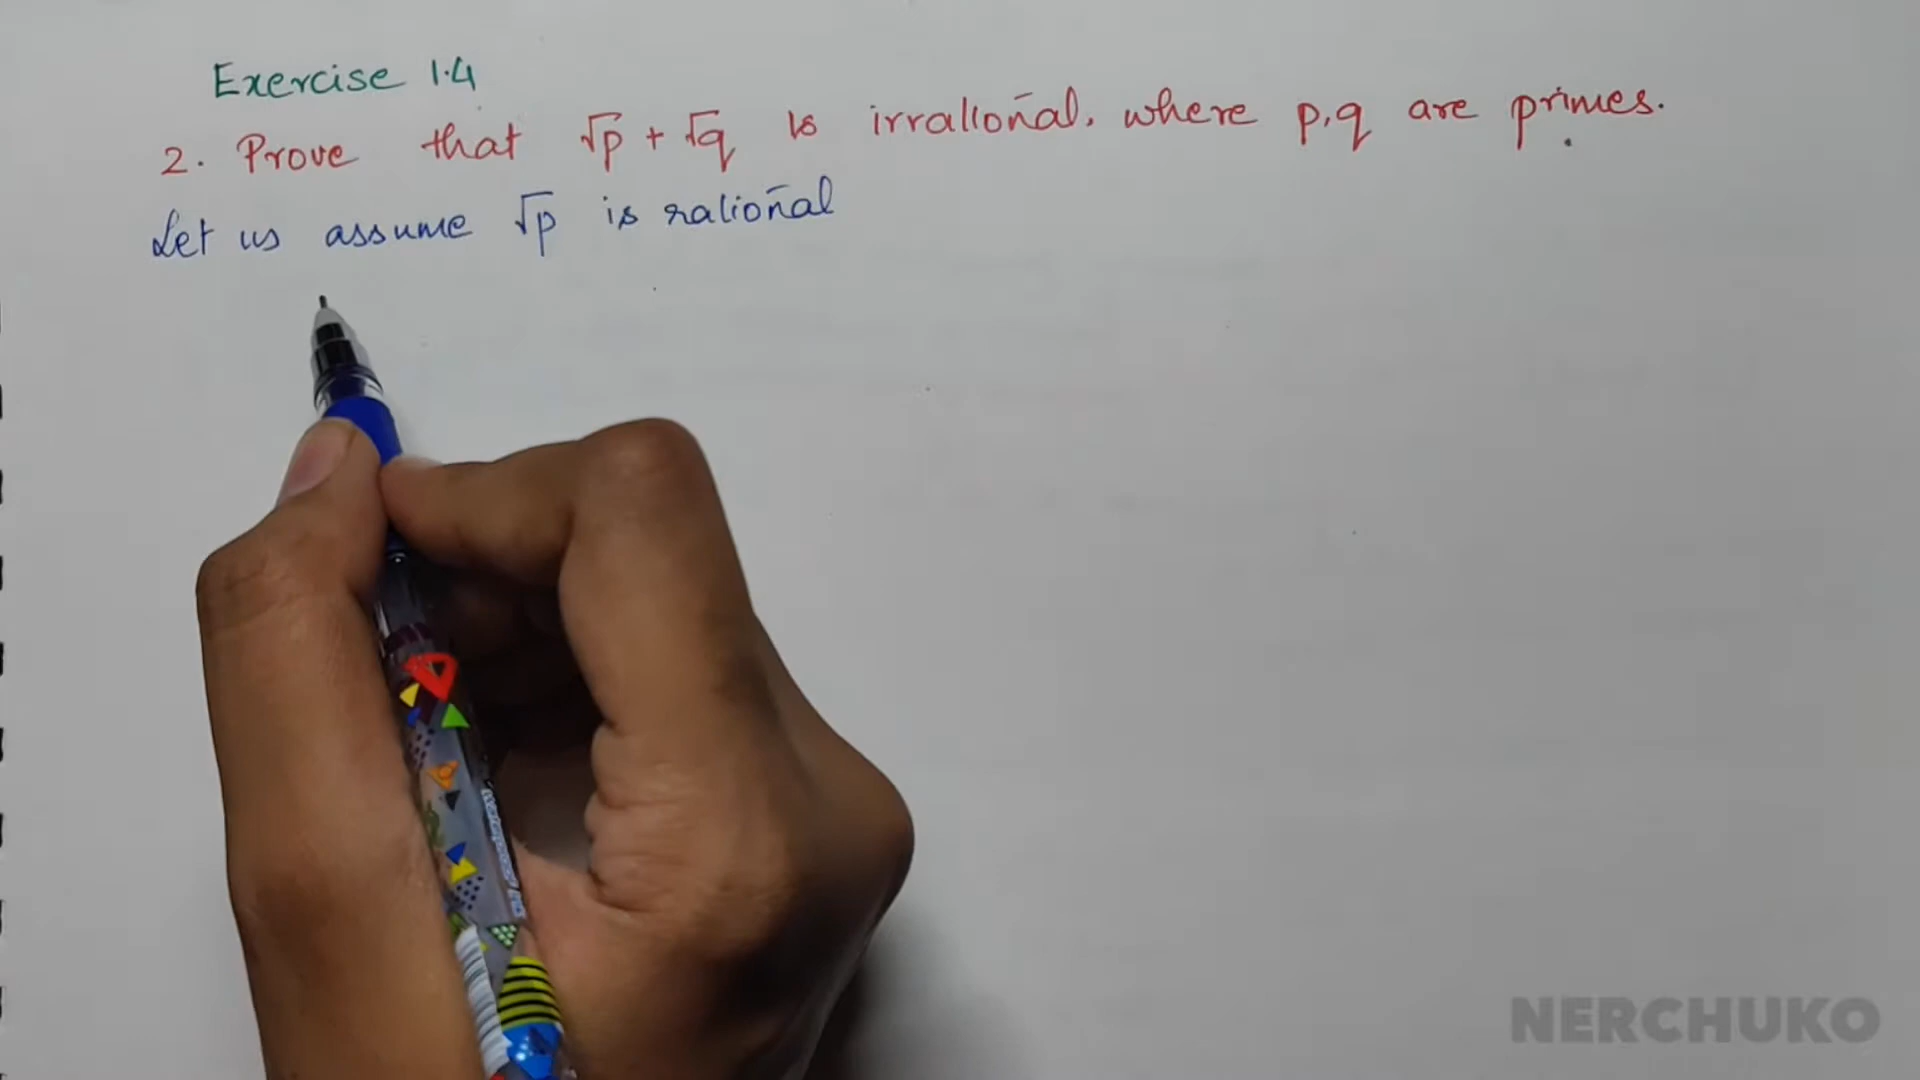 Exercise 1.4
2. Prove that √p + √q is irrational, where p,q are primes.
Let us assume √p is rational
NERCHUKO